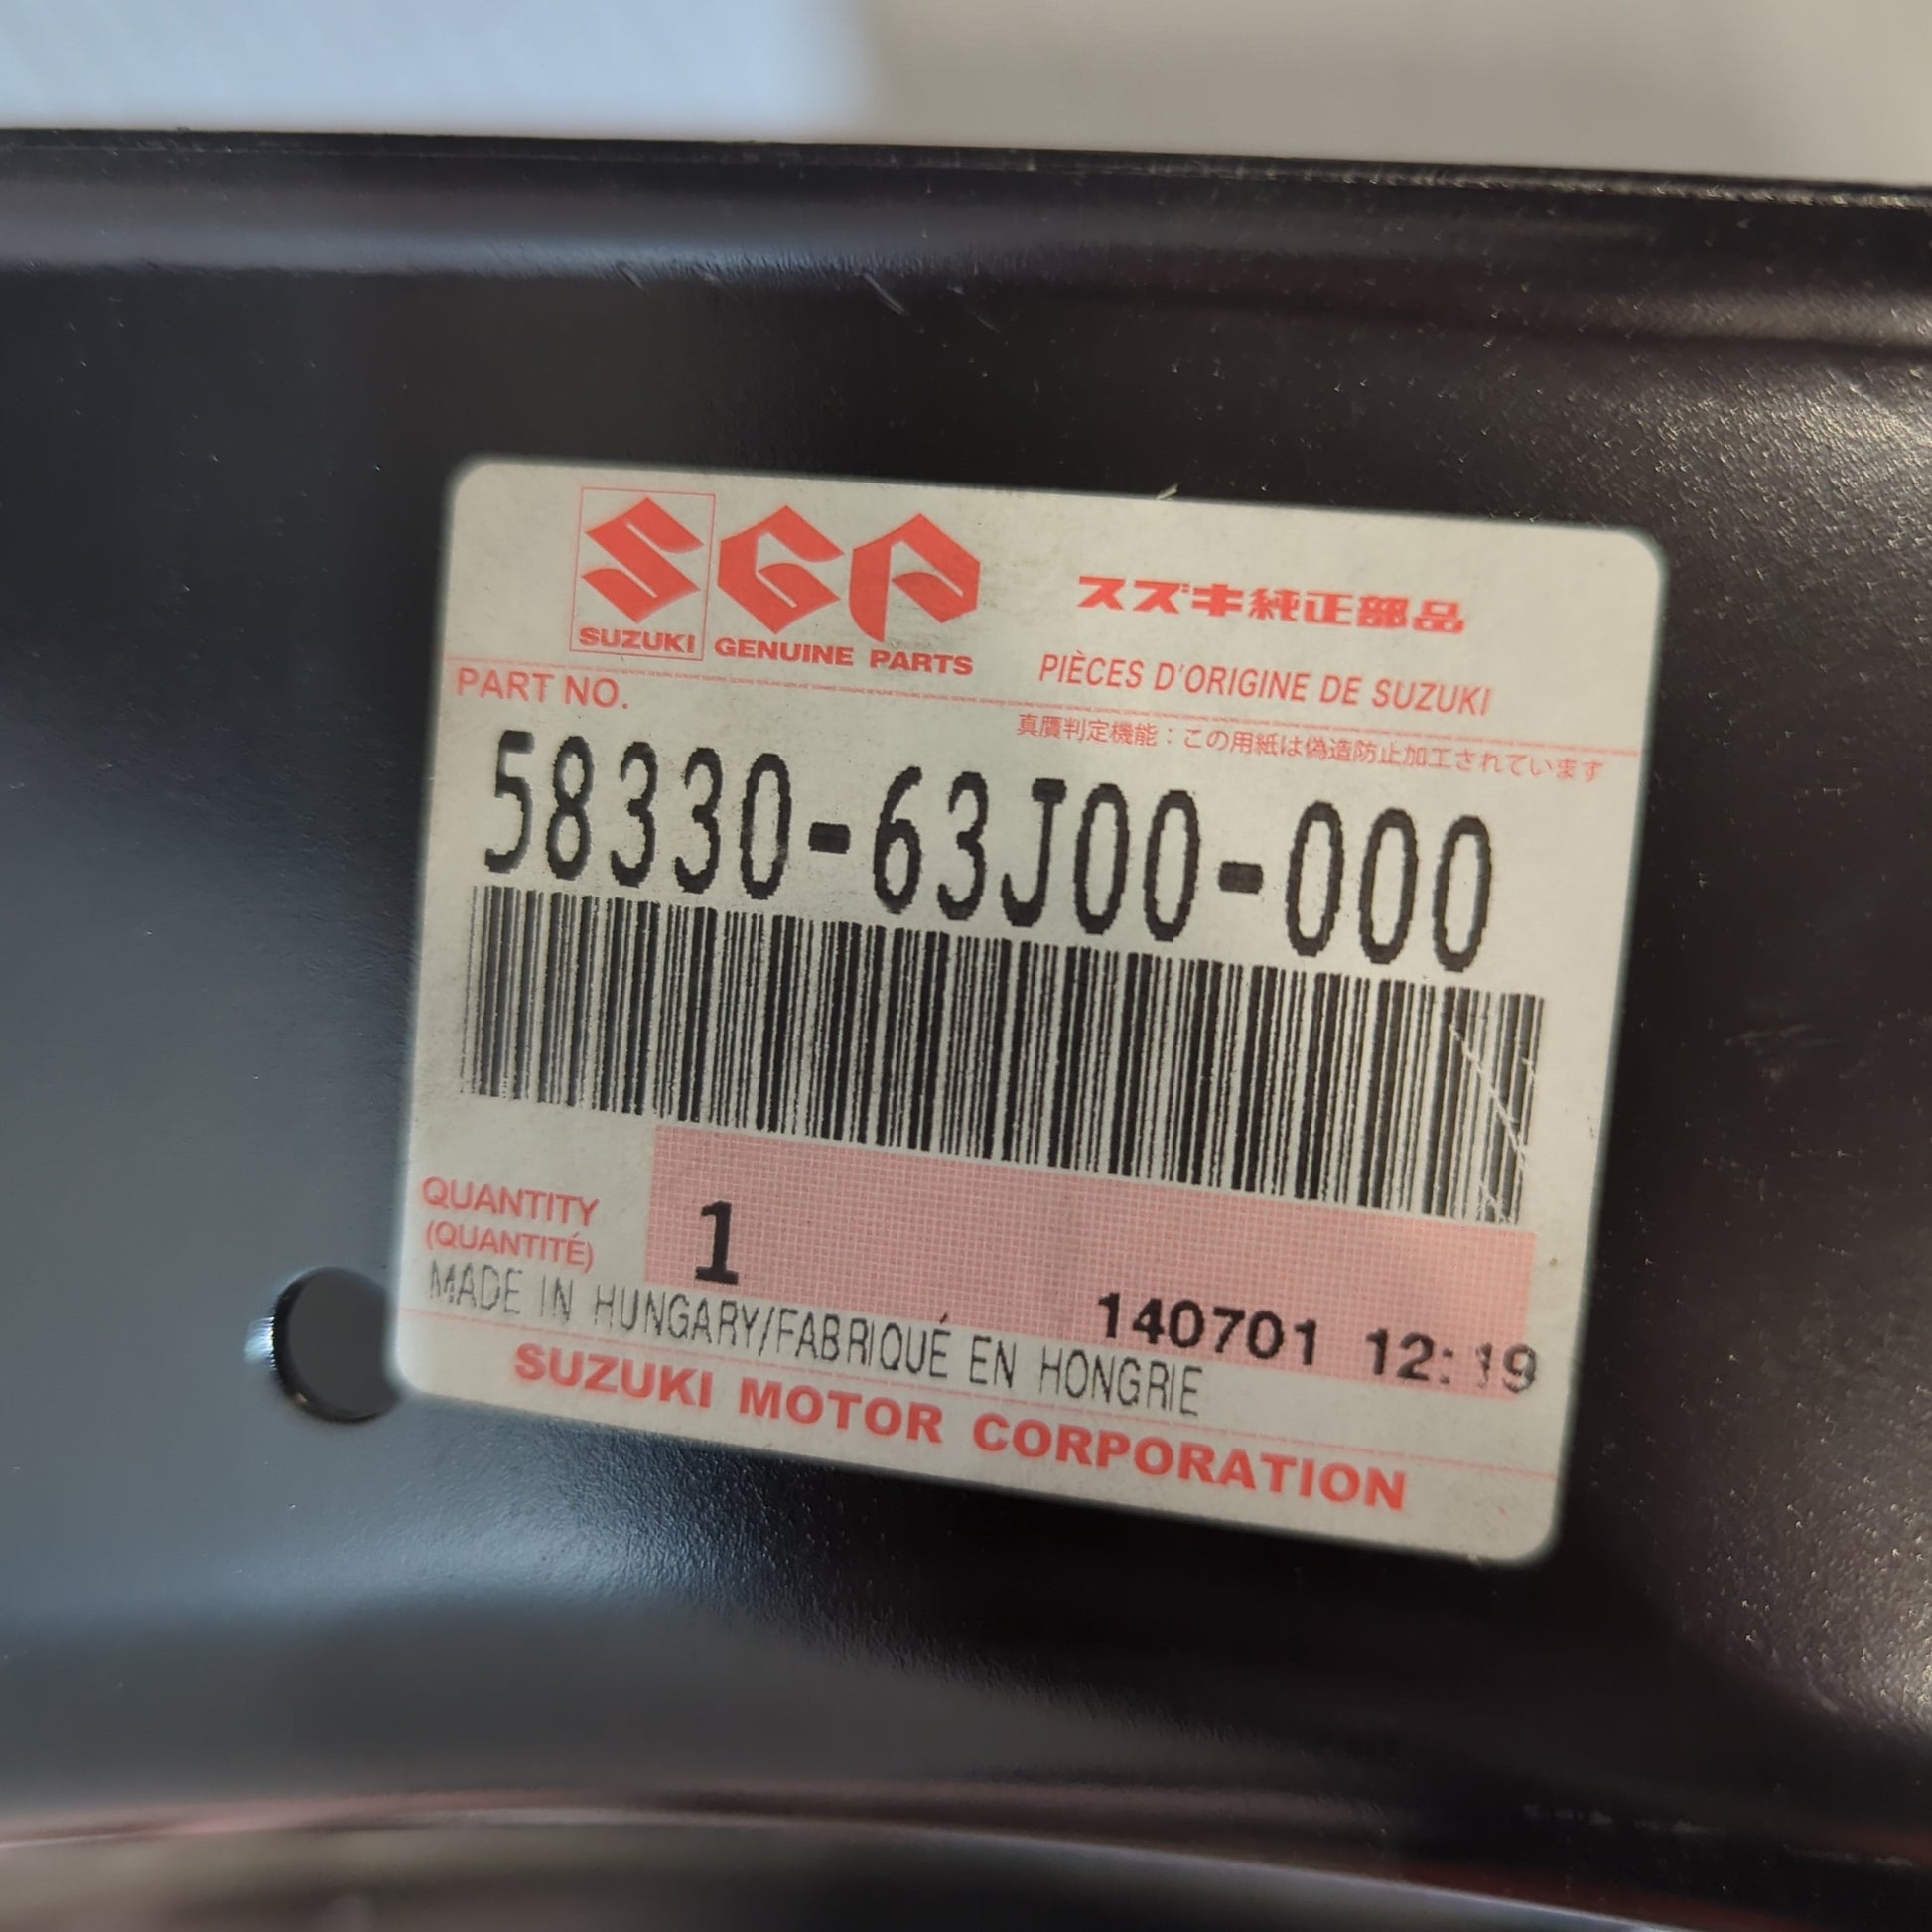 SGP
SUZUKI GENUINE PARTS
スズキ純正部品
PIÈCES D'ORIGINE DE SUZUKI
PART NO.
真贋判定機能：この用紙は偽造防止加工されています
58330-63J00-000
QUANTITY
(QUANTITÉ)
1
140701 12:19
MADE IN HUNGARY/FABRIQUÉ EN HONGRIE
SUZUKI MOTOR CORPORATION